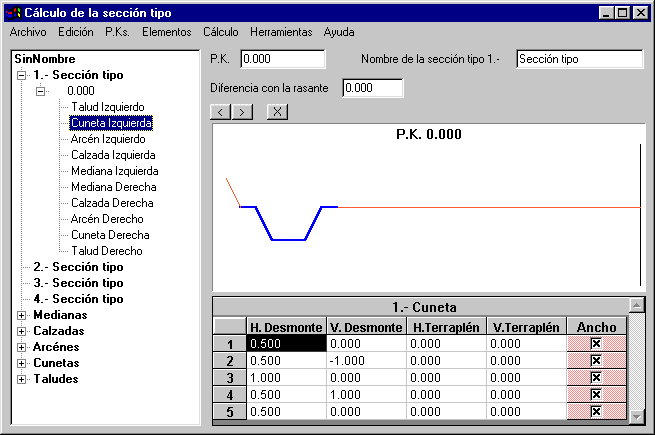 Cálculo de la sección tipo
Archivo Edición P.K.s. Elementos Cálculo Herramientas Ayuda
SinNombre
1.- Sección tipo
0.000
Talud Izquierdo
Cuneta Izquierda
Arcén Izquierdo
Calzada Izquierda
Mediana Izquierda
Mediana Derecha
Calzada Derecha
Arcén Derecho
Cuneta Derecha
Talud Derecho
2.- Sección tipo
3.- Sección tipo
4.- Sección tipo
Medianas
Calzadas
Arcénes
Cunetas
Taludes
P.K. 0.000 Nombre de la sección tipo 1.- Sección tipo
Diferencia con la rasante 0.000
< > X
P.K. 0.000
1.- Cuneta
H. Desmonte V. Desmonte H.Terraplén V.Terraplén Ancho
1 0.500 0.000 0.000 0.000
2 0.500 -1.000 0.000 0.000
3 1.000 0.000 0.000 0.000
4 0.500 1.000 0.000 0.000
5 0.500 0.000 0.000 0.000